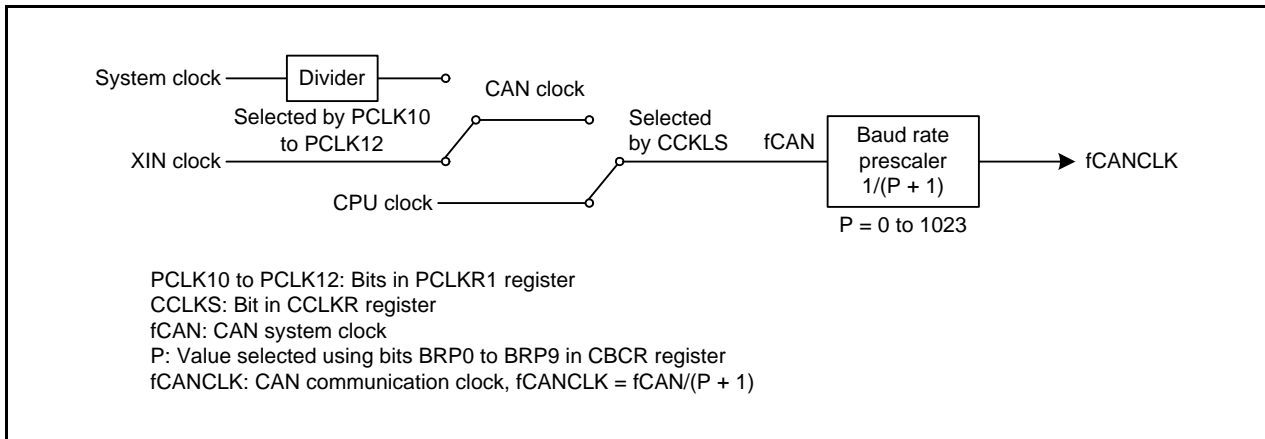 System clock
Divider
CAN clock
Selected by PCLK10
to PCLK12
XIN clock
CPU clock
Selected
by CCKLS
fCAN
Baud rate
prescaler
1/(P + 1)
fCANCLK
P = 0 to 1023
PCLK10 to PCLK12: Bits in PCLKR1 register
CCLKS: Bit in CCLKR register
fCAN: CAN system clock
P: Value selected using bits BRP0 to BRP9 in CBCR register
fCANCLK: CAN communication clock, fCANCLK = fCAN/(P + 1)